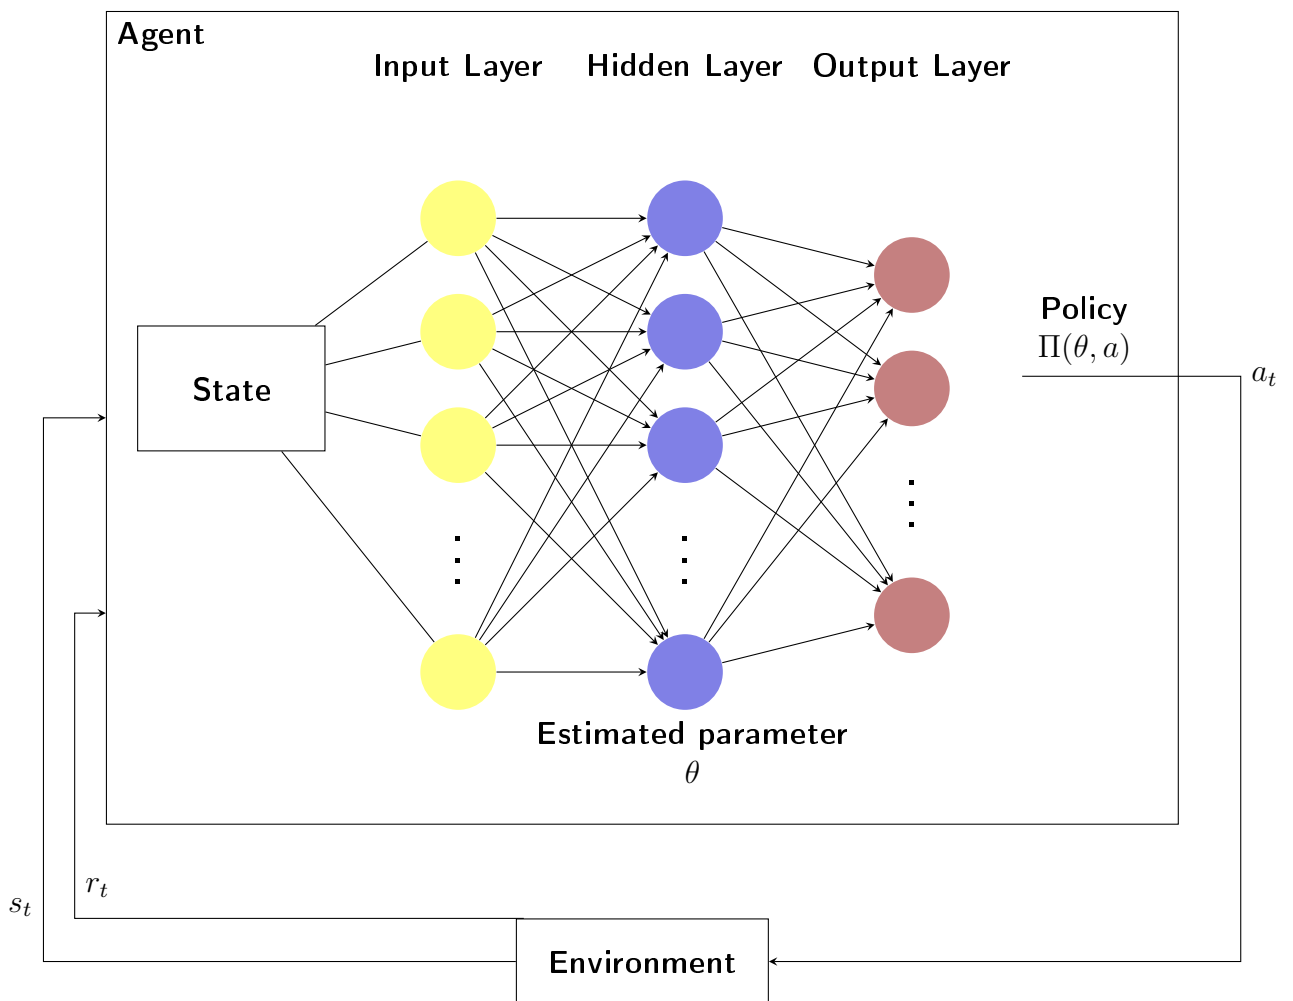 Agent
Input Layer Hidden Layer Output Layer
Policy
Π(θ, a)
State
a_t
Estimated parameter
θ
r_t
s_t
Environment